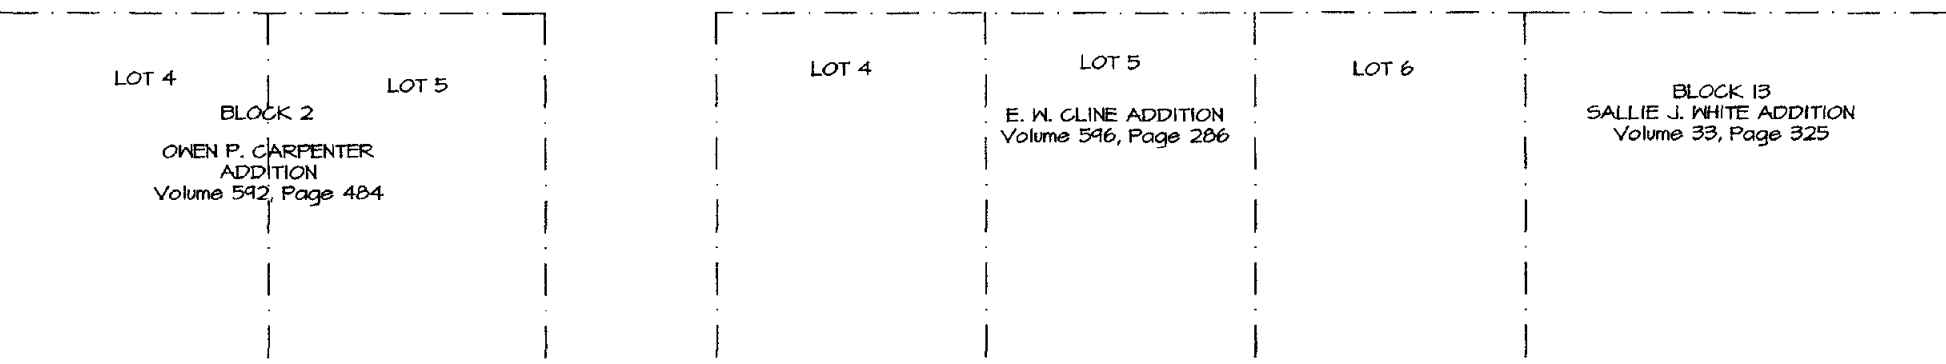 LOT 4
LOT 5
BLOCK 2
OWEN P. CARPENTER
ADDITION
Volume 592, Page 484
LOT 4
LOT 5
E. W. CLINE ADDITION
Volume 596, Page 286
LOT 6
BLOCK 13
SALLIE J. WHITE ADDITION
Volume 33, Page 325